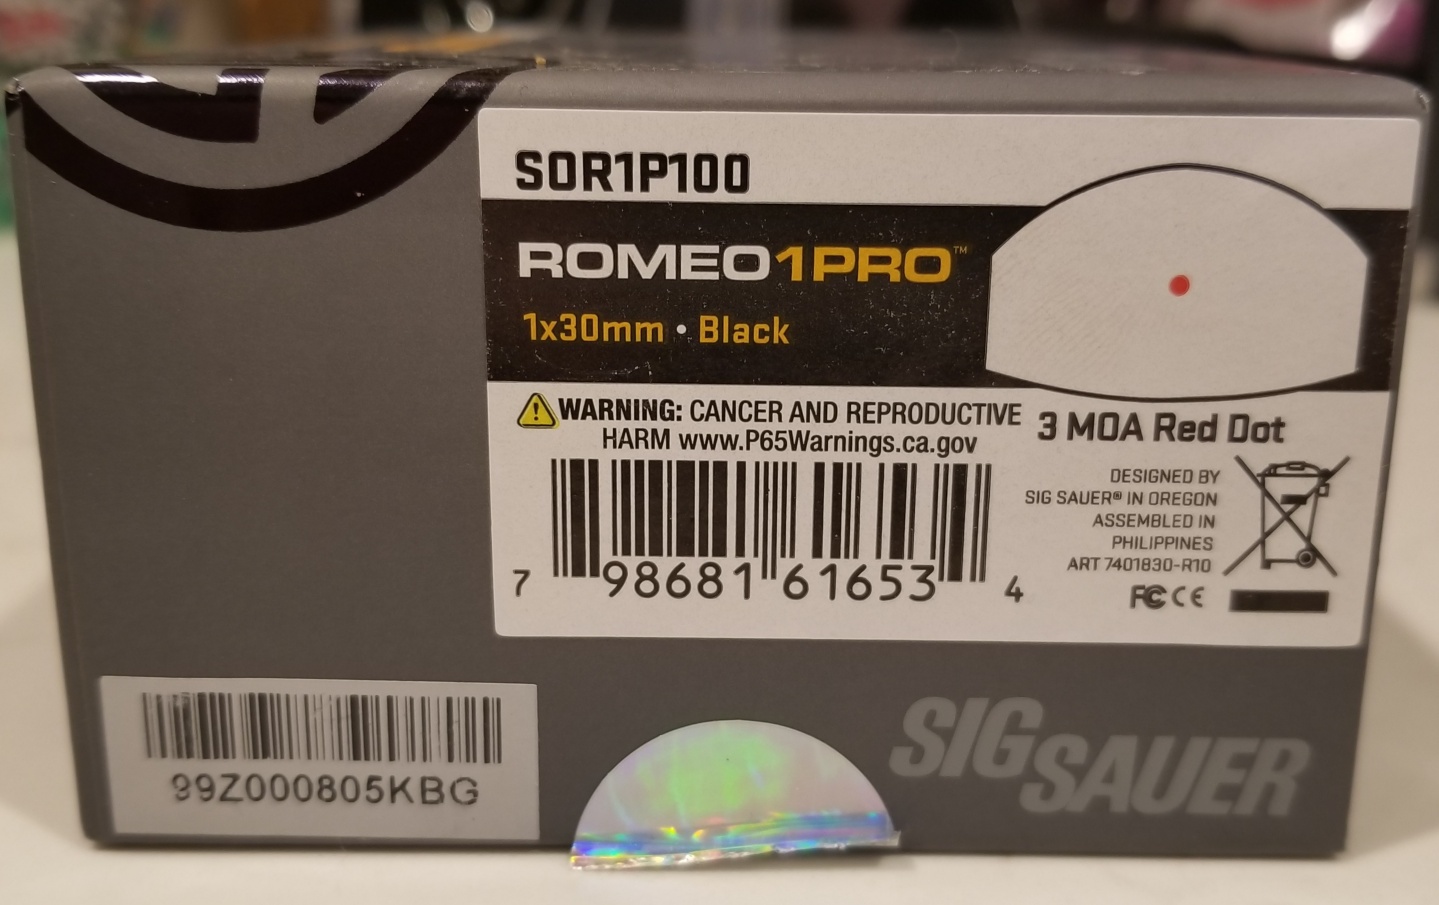 SOR1P100
ROMEO1PRO™
1x30mm • Black
WARNING: CANCER AND REPRODUCTIVE
HARM www.P65Warnings.ca.gov
3 MOA Red Dot
DESIGNED BY
SIG SAUER® IN OREGON
ASSEMBLED IN
PHILIPPINES
ART 7401830-R10
FC CE
7 98681 61653 4
99Z000805KBG
SIG SAUER